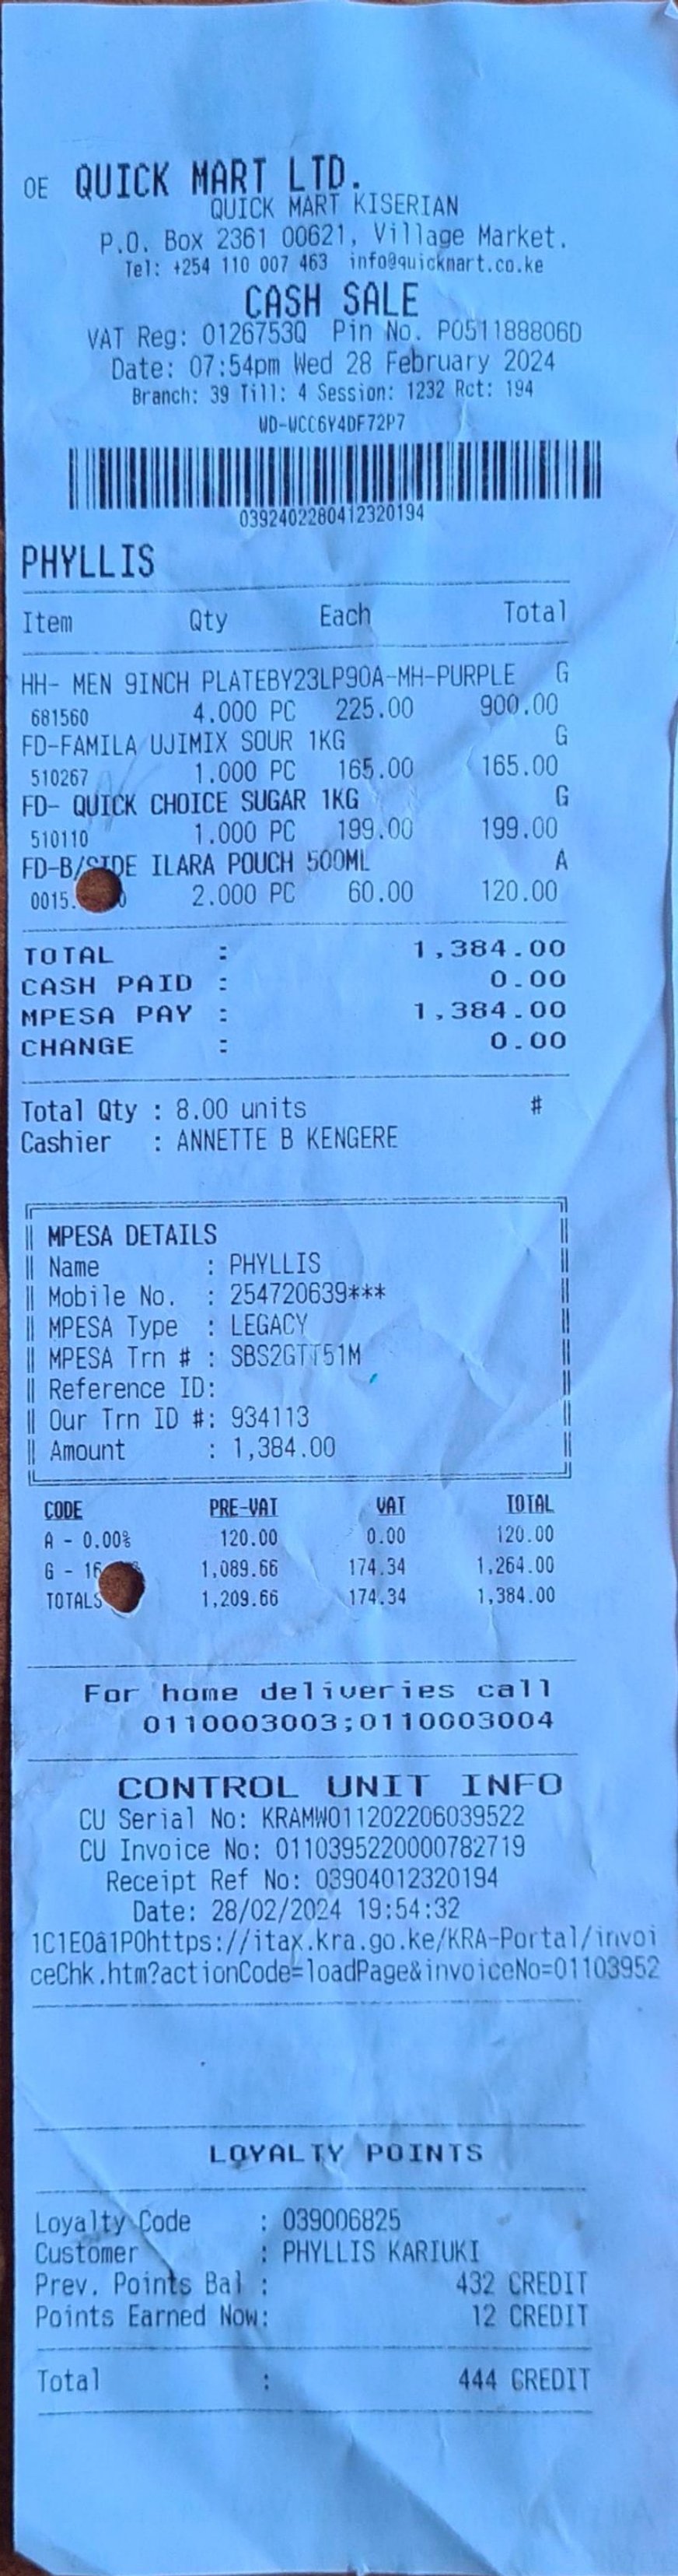 OE QUICK MART LTD.
QUICK MART KISERIAN
P.O. Box 2361 00621, Village Market.
Tel: +254 110 007 463 info@quickmart.co.ke
CASH SALE
VAT Reg: 0126753Q Pin No. P051188806D
Date: 07:54pm Wed 28 February 2024
Branch: 39 Till: 4 Session: 1232 Rct: 194
WD-WCC6Y4DF72P7
0392402280412320194
PHYLLIS
Item Qty Each Total
HH- MEN 9INCH PLATEBY23LP90A-MH-PURPLE G
681560 4.000 PC 225.00 900.00
FD-FAMILA UJIMIX SOUR 1KG G
510267 1.000 PC 165.00 165.00
FD- QUICK CHOICE SUGAR 1KG G
510110 1.000 PC 199.00 199.00
FD-B/SIDE ILARA POUCH 500ML A
2.000 PC 60.00 120.00
TOTAL : 1,384.00
CASH PAID : 0.00
MPESA PAY : 1,384.00
CHANGE : 0.00
Total Qty : 8.00 units #
Cashier : ANNETTE B KENGERE
MPESA DETAILS
Name : PHYLLIS
Mobile No. : 254720639***
MPESA Type : LEGACY
MPESA Trn # : SBS2GTT51M
Reference ID:
Our Trn ID #: 934113
Amount : 1,384.00
CODE PRE-VAT VAT TOTAL
A - 0.00% 120.00 0.00 120.00
G - 1,089.66 174.34 1,264.00
TOTALS 1,209.66 174.34 1,384.00
For home deliveries call
0110003003;0110003004
CONTROL UNIT INFO
CU Serial No: KRAMW011202206039522
CU Invoice No: 0110395220000782719
Receipt Ref No: 03904012320194
Date: 28/02/2024 19:54:32
1C1E0â1P0https://itax.kra.go.ke/KRA-Portal/invoi
ceChk.htm?actionCode=loadPage&invoiceNo=01103952
LOYALTY POINTS
Loyalty Code : 039006825
Customer : PHYLLIS KARIUKI
Prev. Points Bal : 432 CREDIT
Points Earned Now: 12 CREDIT
Total : 444 CREDIT